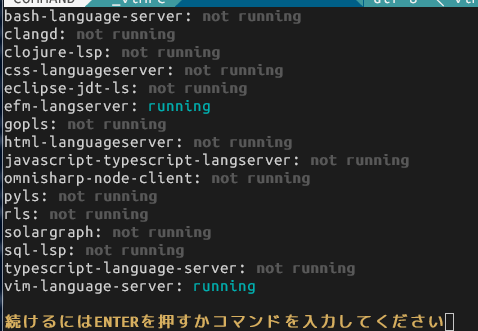 bash-language-server: not running
clangd: not running
clojure-lsp: not running
css-languageserver: not running
eclipse-jdt-ls: not running
efm-langserver: running
gopls: not running
html-languageserver: not running
javascript-typescript-langserver: not running
omnisharp-node-client: not running
pyls: not running
rls: not running
solargraph: not running
sql-lsp: not running
typescript-language-server: not running
vim-language-server: running
続けるにはENTERを押すかコマンドを入力してください